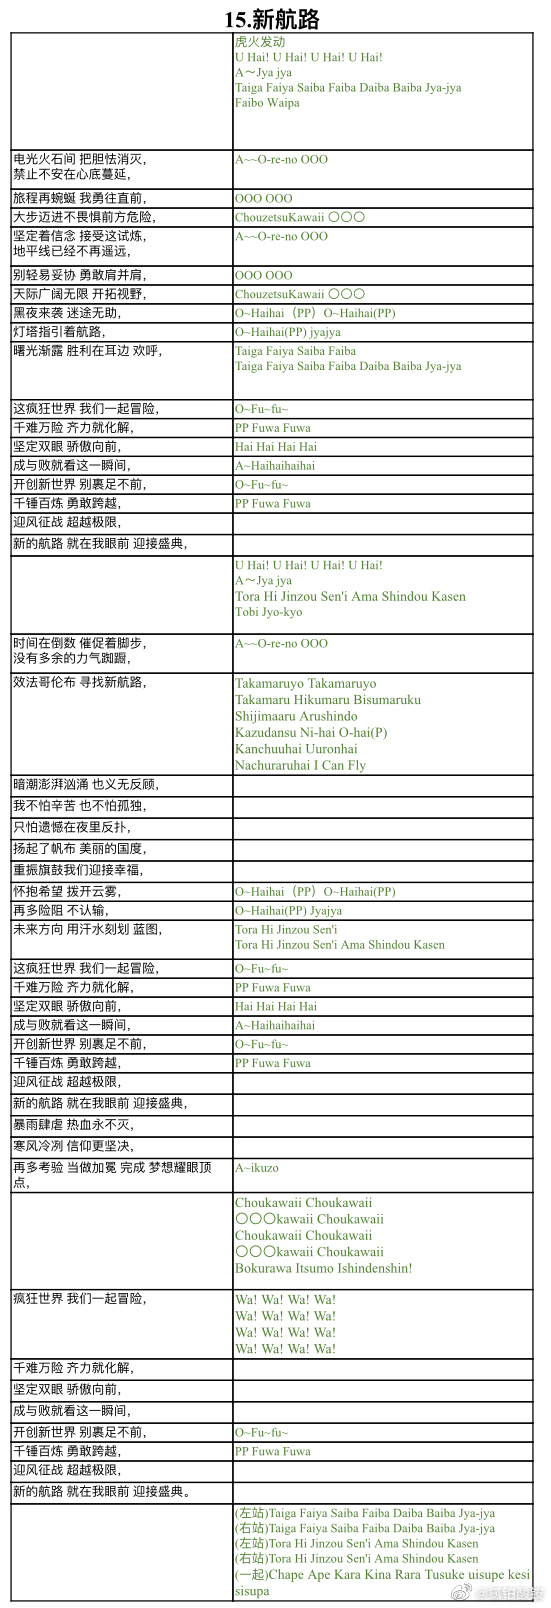 15.新航路
虎火发动
U Hai! U Hai! U Hai! U Hai!
A～Jya jya
Taiga Faiya Saiba Faiba Daiba Baiba Jya-jya
Faibo Waipa
电光火石间 把胆怯消灭，
禁止不安在心底蔓延，
A~~O-re-no OOO
旅程再蜿蜒 我勇往直前，
OOO OOO
大步迈进不畏惧前方危险，
ChouzetsuKawaii 〇〇〇
坚定着信念 接受这试炼，
地平线已经不再遥远，
A~~O-re-no OOO
别轻易妥协 勇敢肩并肩，
OOO OOO
天际广阔无限 开拓视野，
ChouzetsuKawaii 〇〇〇
黑夜来袭 迷途无助，
O~Haihai（PP）O~Haihai(PP)
灯塔指引着航路，
O~Haihai(PP) jyajya
曙光渐露 胜利在耳边 欢呼，
Taiga Faiya Saiba Faiba
Taiga Faiya Saiba Faiba Daiba Baiba Jya-jya
这疯狂世界 我们一起冒险，
O~Fu~fu~
千难万险 齐力就化解，
PP Fuwa Fuwa
坚定双眼 骄傲向前，
Hai Hai Hai Hai
成与败就看这一瞬间，
A~Haihaihaihai
开创新世界 别裹足不前，
O~Fu~fu~
千锤百炼 勇敢跨越，
PP Fuwa Fuwa
迎风征战 超越极限，
新的航路 就在我眼前 迎接盛典，
U Hai! U Hai! U Hai! U Hai!
A～Jya jya
Tora Hi Jinzou Sen'i Ama Shindou Kasen
Tobi Jyo-kyo
时间在倒数 催促着脚步，
没有多余的力气踟蹰，
A~~O-re-no OOO
效法哥伦布 寻找新航路，
Takamaruyo Takamaruyo
Takamaru Hikumaru Bisumaruku
Shijimaaru Arushindo
Kazudansu Ni-hai O-hai(P)
Kanchuuhai Uuronhai
Nachuraruhai I Can Fly
暗潮澎湃汹涌 也义无反顾，
我不怕辛苦 也不怕孤独，
只怕遗憾在夜里反扑，
扬起了帆布 美丽的国度，
重振旗鼓我们迎接幸福，
怀抱希望 拨开云雾，
O~Haihai（PP）O~Haihai(PP)
再多险阻 不认输，
O~Haihai(PP) Jyajya
未来方向 用汗水刻划 蓝图，
Tora Hi Jinzou Sen'i
Tora Hi Jinzou Sen'i Ama Shindou Kasen
这疯狂世界 我们一起冒险，
O~Fu~fu~
千难万险 齐力就化解，
PP Fuwa Fuwa
坚定双眼 骄傲向前，
Hai Hai Hai Hai
成与败就看这一瞬间，
A~Haihaihaihai
开创新世界 别裹足不前，
O~Fu~fu~
千锤百炼 勇敢跨越，
PP Fuwa Fuwa
迎风征战 超越极限，
新的航路 就在我眼前 迎接盛典，
暴雨肆虐 热血永不灭，
寒风冷冽 信仰更坚决，
再多考验 当做加冕 完成 梦想耀眼顶
点，
A~ikuzo
Choukawaii Choukawaii
〇〇〇kawaii Choukawaii
Choukawaii Choukawaii
〇〇〇kawaii Choukawaii
Bokurawa Itsumo Ishindenshin!
疯狂世界 我们一起冒险，
Wa! Wa! Wa! Wa!
Wa! Wa! Wa! Wa!
Wa! Wa! Wa! Wa!
Wa! Wa! Wa! Wa!
千难万险 齐力就化解，
坚定双眼 骄傲向前，
成与败就看这一瞬间，
开创新世界 别裹足不前，
O~Fu~fu~
千锤百炼 勇敢跨越，
PP Fuwa Fuwa
迎风征战 超越极限，
新的航路 就在我眼前 迎接盛典。
(左站)Taiga Faiya Saiba Faiba Daiba Baiba Jya-jya
(右站)Taiga Faiya Saiba Faiba Daiba Baiba Jya-jya
(左站)Tora Hi Jinzou Sen'i Ama Shindou Kasen
(右站)Tora Hi Jinzou Sen'i Ama Shindou Kasen
(一起)Chape Ape Kara Kina Rara Tusuke uisupe kesi
sisupa